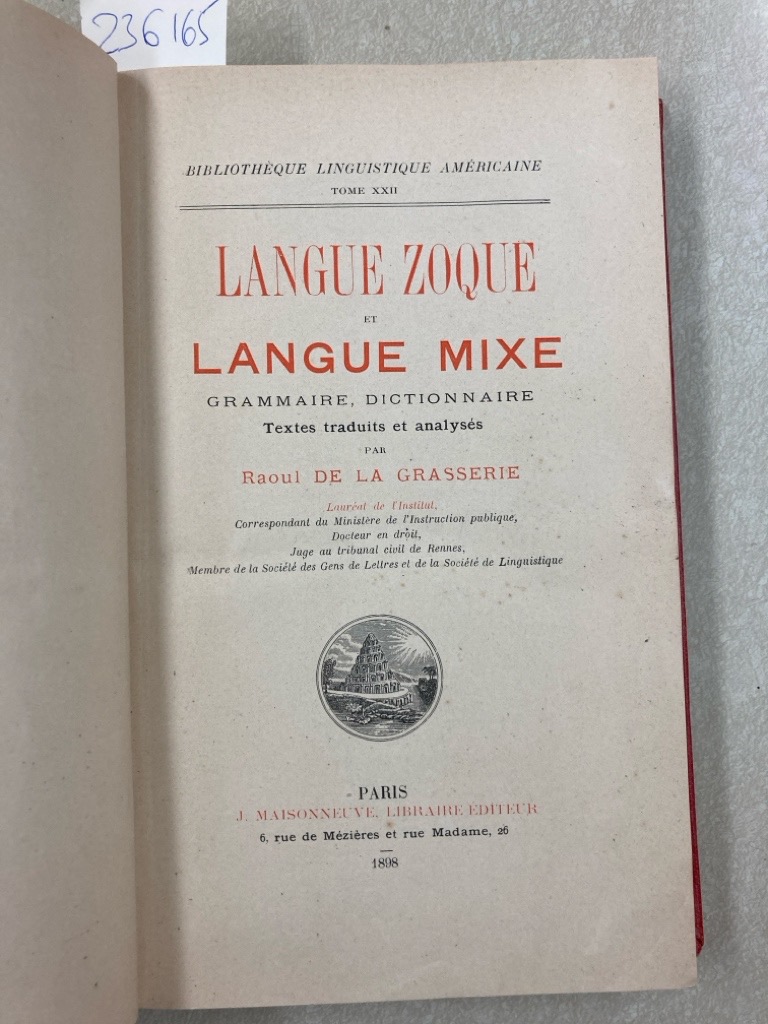 236165
BIBLIOTHÈQUE LINGUISTIQUE AMÉRICAINE
TOME XXII
LANGUE ZOQUE
ET
LANGUE MIXE
GRAMMAIRE, DICTIONNAIRE
Textes traduits et analysés
PAR
Raoul DE LA GRASSERIE
Lauréat de l'Institut,
Correspondant du Ministère de l'Instruction publique,
Docteur en droit,
Juge au tribunal civil de Rennes,
Membre de la Société des Gens de Lettres et de la Société de Linguistique
PARIS
J. MAISONNEUVE, LIBRAIRE EDITEUR
6, rue de Mézières et rue Madame, 26
1898